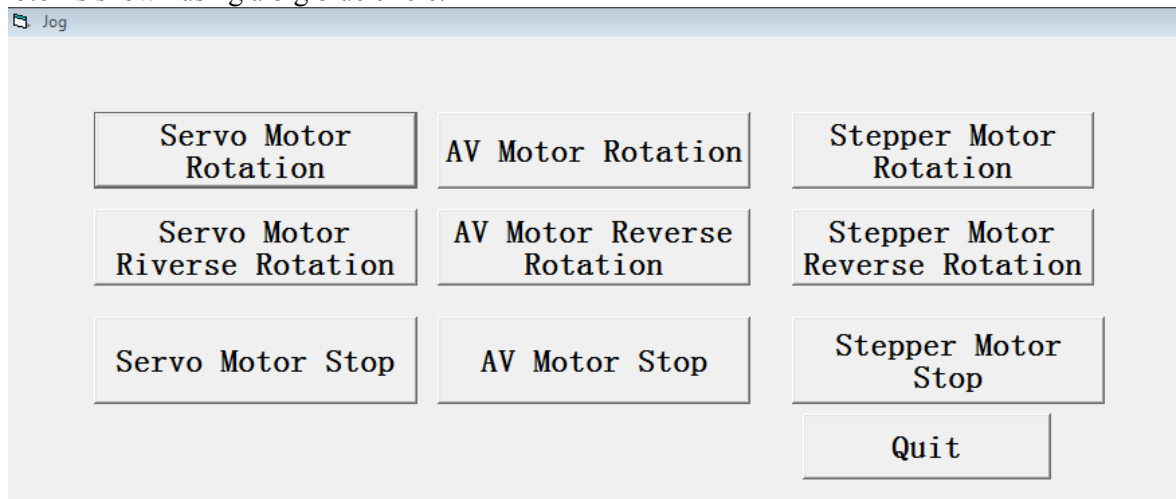 Jog
Servo Motor
Rotation
AV Motor Rotation
Stepper Motor
Rotation
Servo Motor
Riverse Rotation
AV Motor Reverse
Rotation
Stepper Motor
Reverse Rotation
Servo Motor Stop
AV Motor Stop
Stepper Motor
Stop
Quit